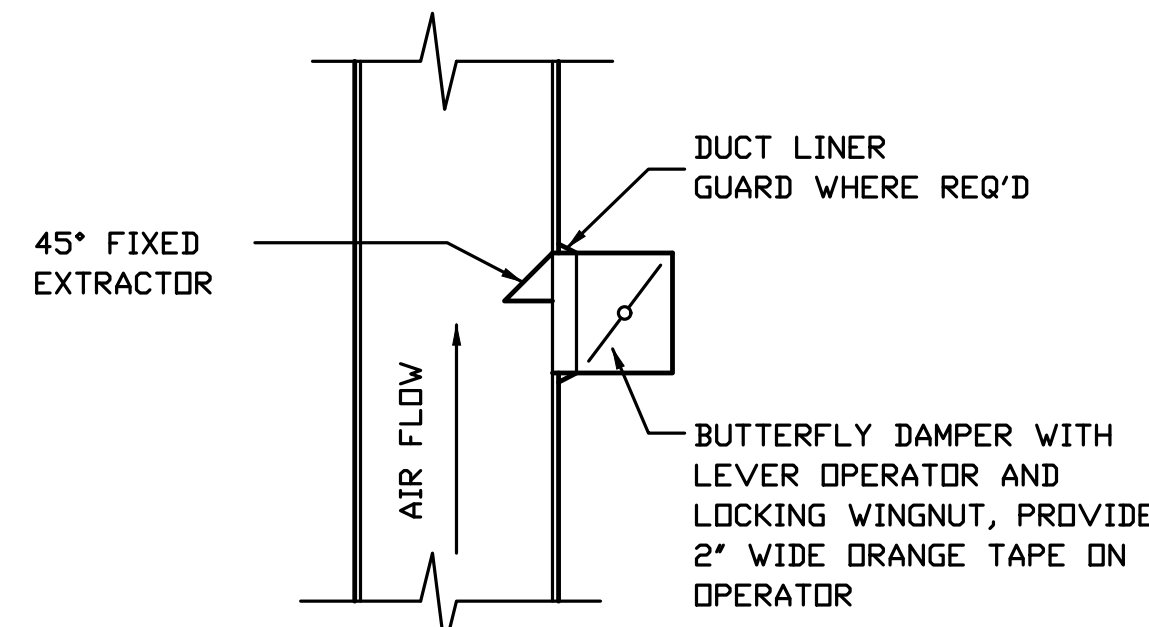 DUCT LINER
GUARD WHERE REQ'D
45° FIXED
EXTRACTOR
AIR FLOW
BUTTERFLY DAMPER WITH
LEVER OPERATOR AND
LOCKING WINGNUT, PROVIDE
2" WIDE ORANGE TAPE ON
OPERATOR